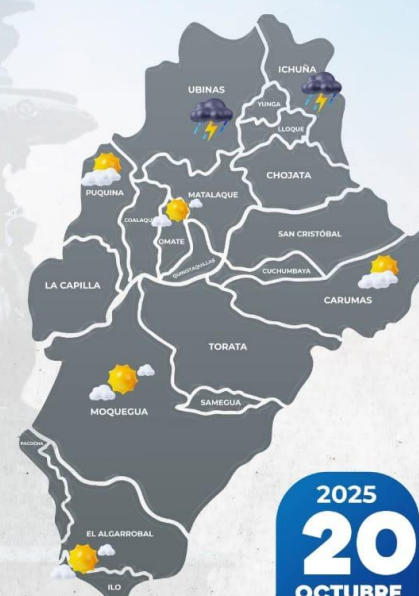 ICHUÑA
UBINAS
YUNGA
LLOQUE
CHOJATA
PUQUINA
MATALAQUE
COALAQUE
OMATE
QUINISTAQUILLAS
SAN CRISTÓBAL
CUCHUMBAYA
LA CAPILLA
CARUMAS
TORATA
SAMEGUA
MOQUEGUA
PACOCHA
EL ALGARROBAL
ILO
2025
20
OCTUBRE